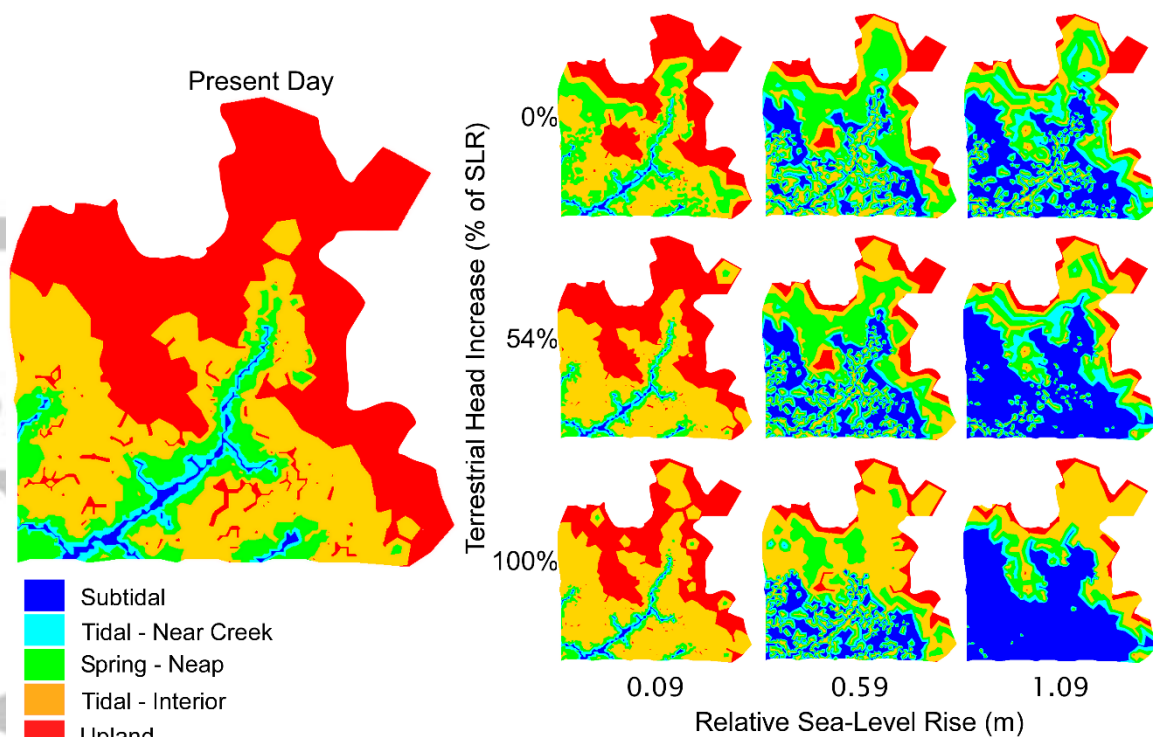 Present Day
Terrestrial Head Increase (% of SLR)
0%
54%
100%
0.09
0.59
1.09
Relative Sea-Level Rise (m)
Subtidal
Tidal - Near Creek
Spring - Neap
Tidal - Interior
Upland